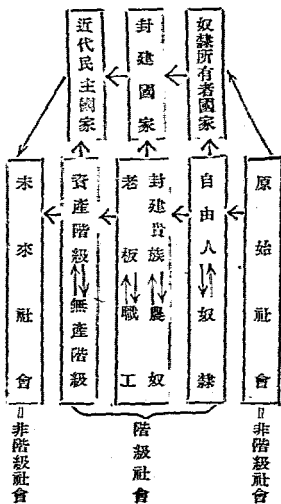 奴隸所有者國家
封建國家
近代民主國家
原始社會=非階級社會
自由人 奴隸
封建貴族 農奴
老板 職工
資產階級 無產階級
未來社會=非階級社會
階級社會